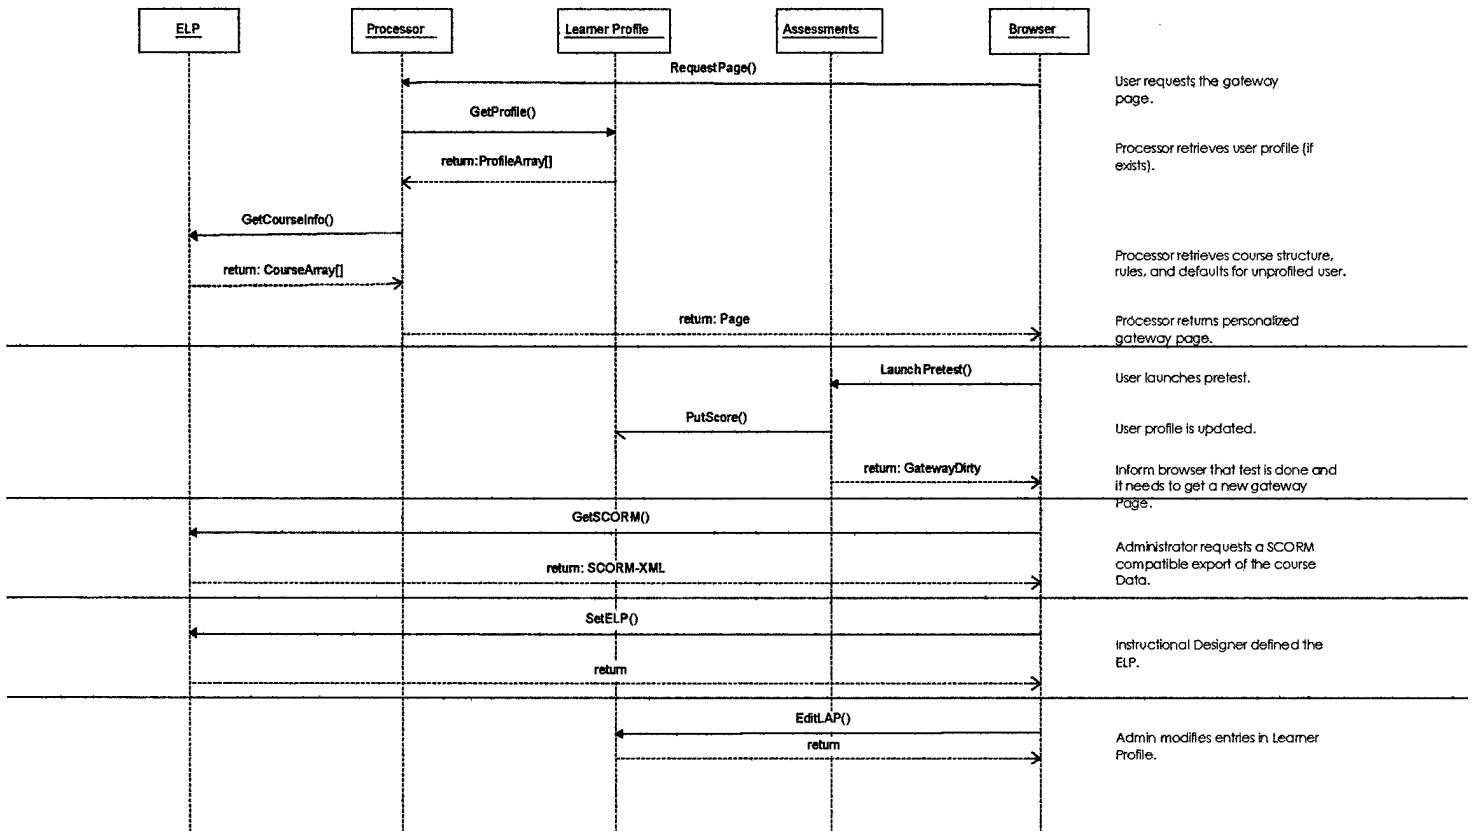 ELP
Processor
Learner Profile
Assessments
Browser
RequestPage()
User requests the gateway
page.
GetProfile()
return:ProfileArray[]
Processor retrieves user profile (if
exists).
GetCourseInfo()
return: CourseArray[]
Processor retrieves course structure,
rules, and defaults for unprofiled user.
return: Page
Processor returns personalized
gateway page.
LaunchPretest()
User launches pretest.
PutScore()
User profile is updated.
return: GatewayDirty
Inform browser that test is done and
it needs to get a new gateway
Page.
GetSCORM()
Administrator requests a SCORM
compatible export of the course
Data.
return: SCORM-XML
SetELP()
Instructional Designer defined the
ELP.
return
EditLAP()
Admin modifies entries in Learner
Profile.
return